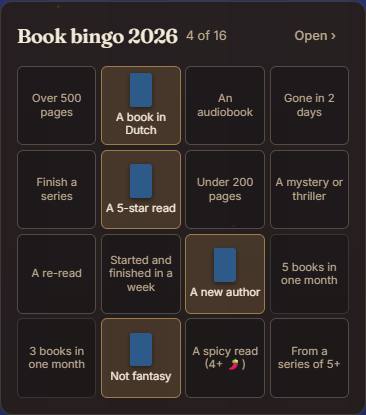 Book bingo 2026 4 of 16 Open ›
Over 500
pages
A book in
Dutch
An
audiobook
Gone in 2
days
Finish a
series
A 5-star read
Under 200
pages
A mystery or
thriller
A re-read
Started and
finished in a
week
A new author
5 books in
one month
3 books in
one month
Not fantasy
A spicy read
(4+ 🌶️ )
From a
series of 5+